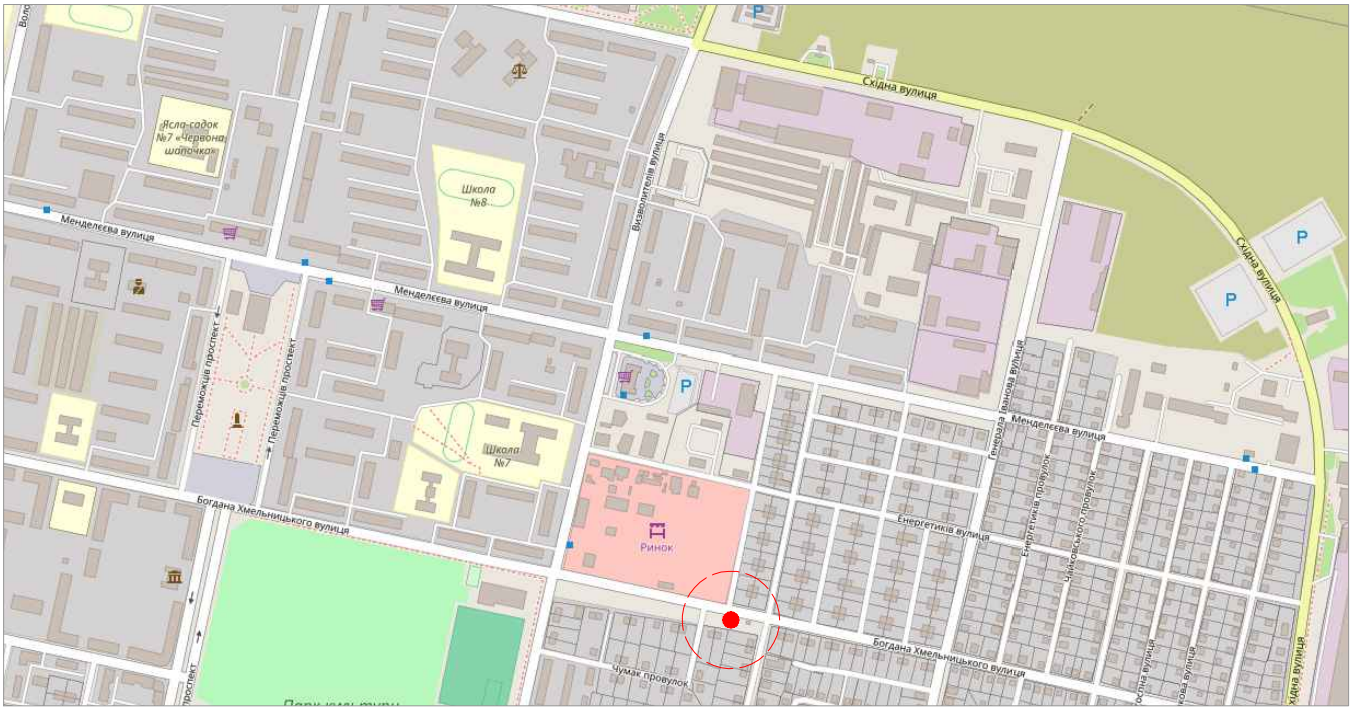 P
Східна вулиця
Ясла-садок
№7 «Червона
шапочка»
Школа
№8
Визволителів вулиця
Менделєєва вулиця
P
Східна вулиця
P
Менделєєва вулиця
Переможців проспект
Переможців проспект
P
Генерала Іванова вулиця
Менделєєва вулиця
Школа
№7
Богдана Хмельницького вулиця
Енергетиків вулиця
Енергетиків провулок
Чайковського провулок
Ринок
Чумак провулок
Богдана Хмельницького вулиця
проспект